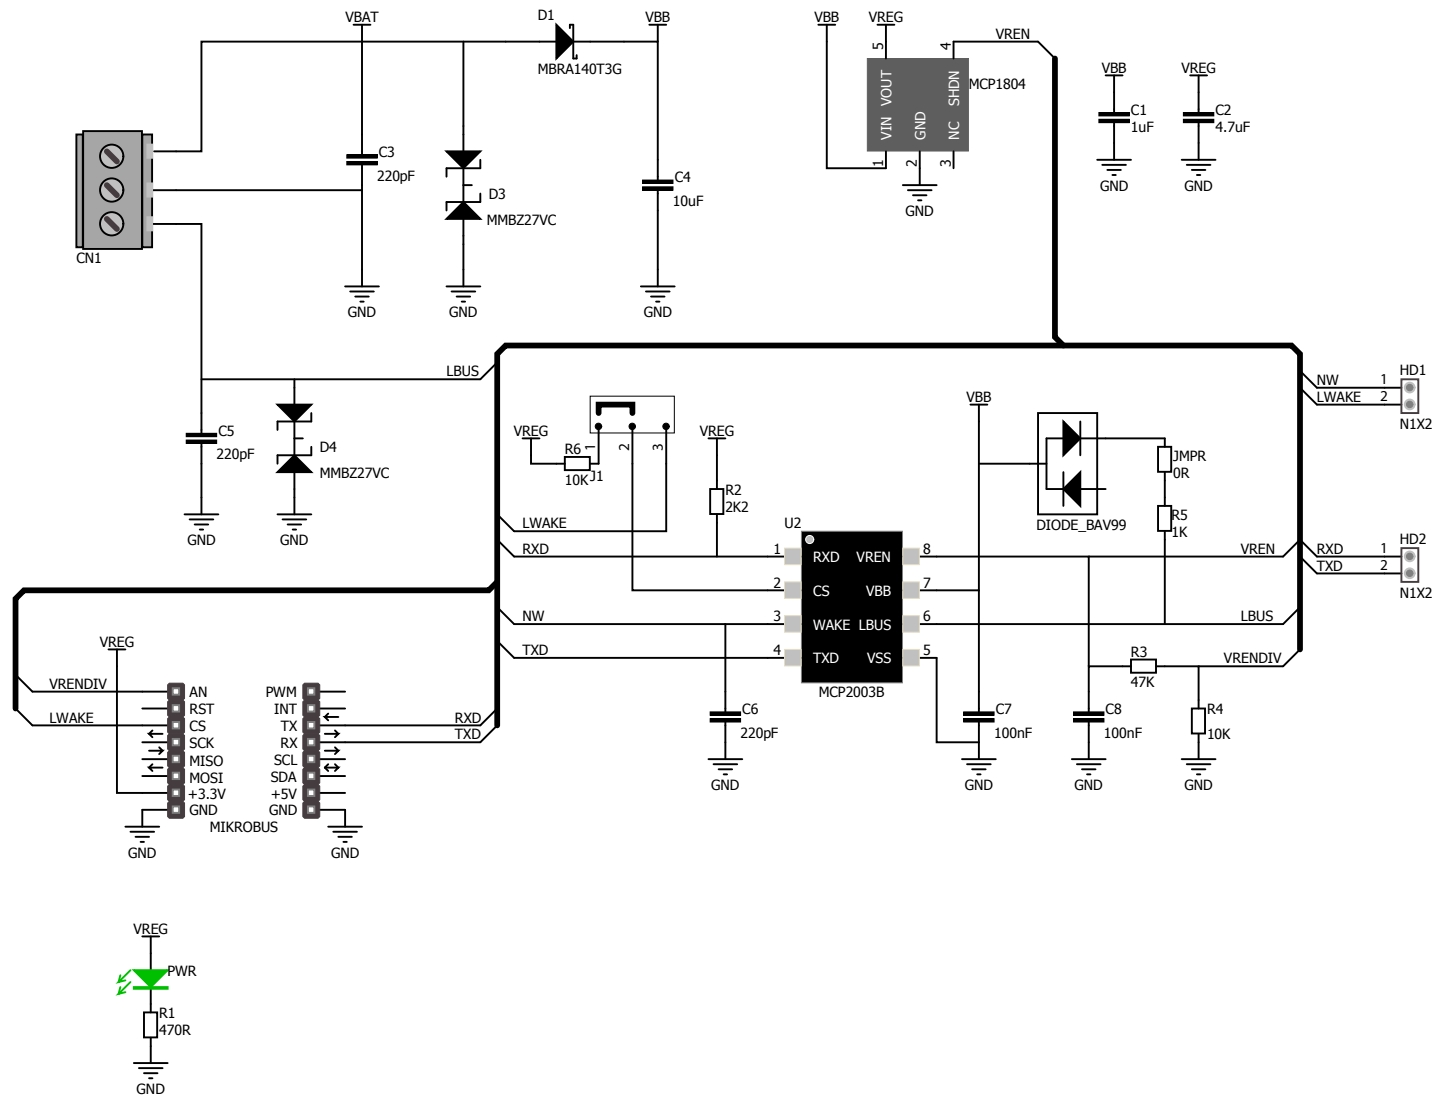 VBAT
D1
VBB
MBRA140T3G
C3
220pF
D3
MMBZ27VC
C4
10uF
CN1
GND
GND
GND
VBB
VREG
5
4
VREN
VOUT
SHDN
MCP1804
VIN
GND
NC
1
2
3
GND
VBB
C1
1uF
GND
VREG
C2
4.7uF
GND
LBUS
C5
220pF
D4
MMBZ27VC
GND
GND
VREG
R6
10K
J1
1
2
3
VREG
R2
2K2
LWAKE
RXD
NW
TXD
U2
1
RXD
VREN
8
2
CS
VBB
7
3
WAKE
LBUS
6
4
TXD
VSS
5
MCP2003B
VBB
DIODE_BAV99
JMPR
0R
R5
1K
VREN
LBUS
R3
47K
VRENDIV
C6
220pF
GND
C7
100nF
GND
C8
100nF
GND
R4
10K
GND
HD1
NW
1
LWAKE
2
N1X2
HD2
RXD
1
TXD
2
N1X2
VREG
VRENDIV
LWAKE
AN
PWM
RST
INT
CS
TX
RXD
SCK
RX
TXD
MISO
SCL
MOSI
SDA
+3.3V
+5V
GND
GND
MIKROBUS
GND
GND
VREG
PWR
R1
470R
GND